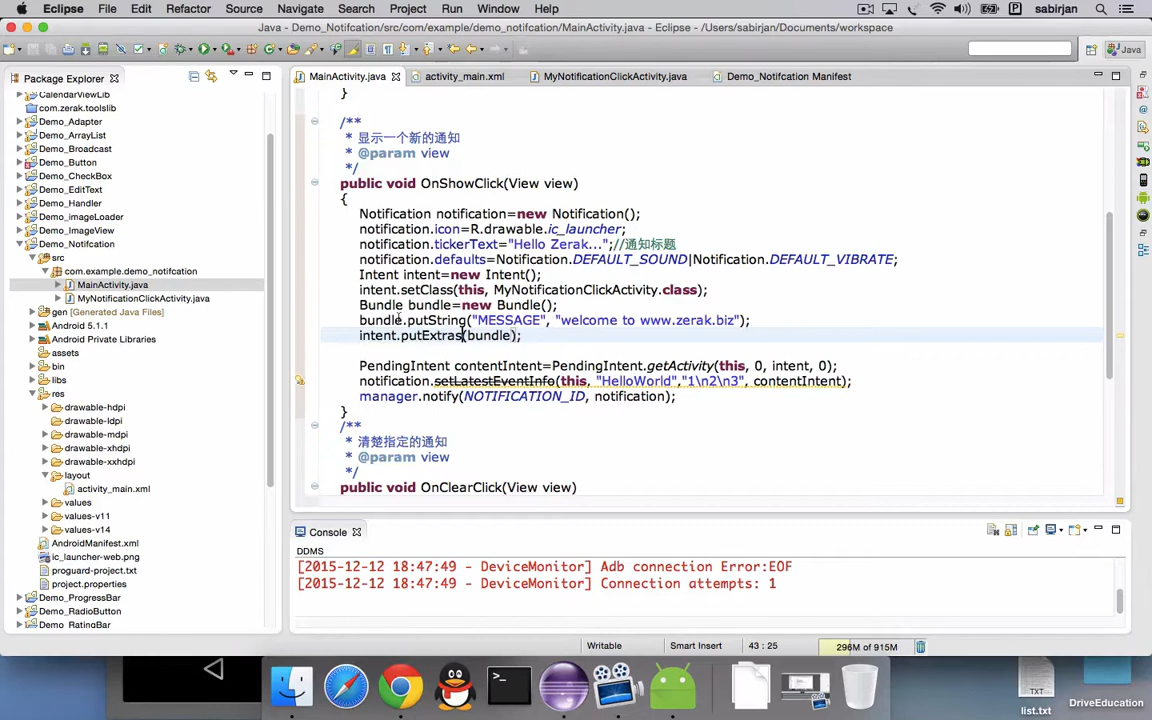 Eclipse File Edit Source Refactor Navigate Search Project Run Window Help sabirjan
Java - Demo_Notifcation/src/com/example/demo_notifcation/MainActivity.java - Eclipse - /Users/sabirjan/Documents/workspace
Java
Package Explorer
CalendarViewLib
com.zerak.toolslib
Demo_Adapter
Demo_ArrayList
Demo_Broadcast
Demo_Button
Demo_CheckBox
Demo_EditText
Demo_Handler
Demo_imageLoader
Demo_ImageView
Demo_Notifcation
src
com.example.demo_notifcation
MainActivity.java
MyNotificationClickActivity.java
gen [Generated Java Files]
Android 5.1.1
Android Private Libraries
assets
bin
libs
res
drawable-hdpi
drawable-ldpi
drawable-mdpi
drawable-xhdpi
drawable-xxhdpi
layout
activity_main.xml
values
values-v11
values-v14
AndroidManifest.xml
ic_launcher-web.png
proguard-project.txt
project.properties
Demo_ProgressBar
Demo_RadioButton
Demo_RatingBar
MainActivity.java activity_main.xml MyNotificationClickActivity.java Demo_Notifcation Manifest
}
/**
* 显示一个新的通知
* @param view
*/
public void OnShowClick(View view)
{
Notification notification=new Notification();
notification.icon=R.drawable.ic_launcher;
notification.tickerText="Hello Zerak...";//通知标题
notification.defaults=Notification.DEFAULT_SOUND|Notification.DEFAULT_VIBRATE;
Intent intent=new Intent();
intent.setClass(this, MyNotificationClickActivity.class);
Bundle bundle=new Bundle();
bundle.putString("MESSAGE", "welcome to www.zerak.biz");
intent.putExtras(bundle);
PendingIntent contentIntent=PendingIntent.getActivity(this, 0, intent, 0);
notification.setLatestEventInfo(this, "HelloWorld","1\n2\n3", contentIntent);
manager.notify(NOTIFICATION_ID, notification);
}
/**
* 清楚指定的通知
* @param view
*/
public void OnClearClick(View view)
Console
DDMS
[2015-12-12 18:47:49 - DeviceMonitor] Adb connection Error:EOF
[2015-12-12 18:47:49 - DeviceMonitor] Connection attempts: 1
Writable Smart Insert 43 : 25 296M of 915M
TXT
list.txt
DriveEducation